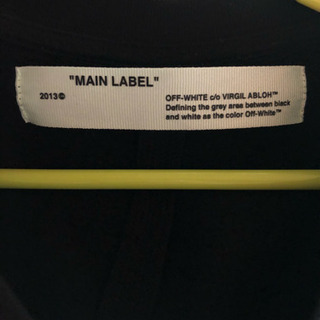 "MAIN LABEL"
2013©
OFF-WHITE c/o VIRGIL ABLOH™
Defining the grey area between black
and white as the color Off-White™